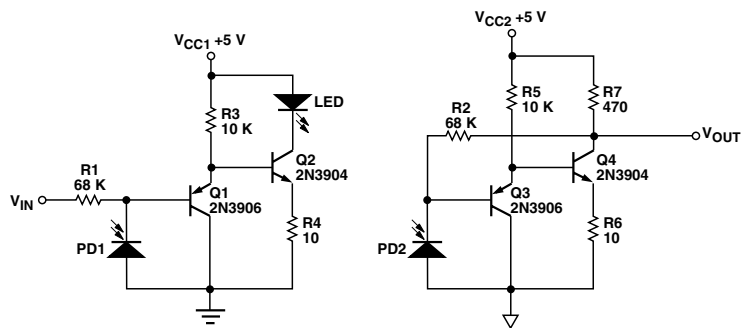 VCC1 +5 V
LED
R3
10 K
Q2
2N3904
R1
68 K
VIN
Q1
2N3906
R4
10
PD1
VCC2 +5 V
R5
10 K
R7
470
R2
68 K
VOUT
Q4
2N3904
Q3
2N3906
R6
10
PD2